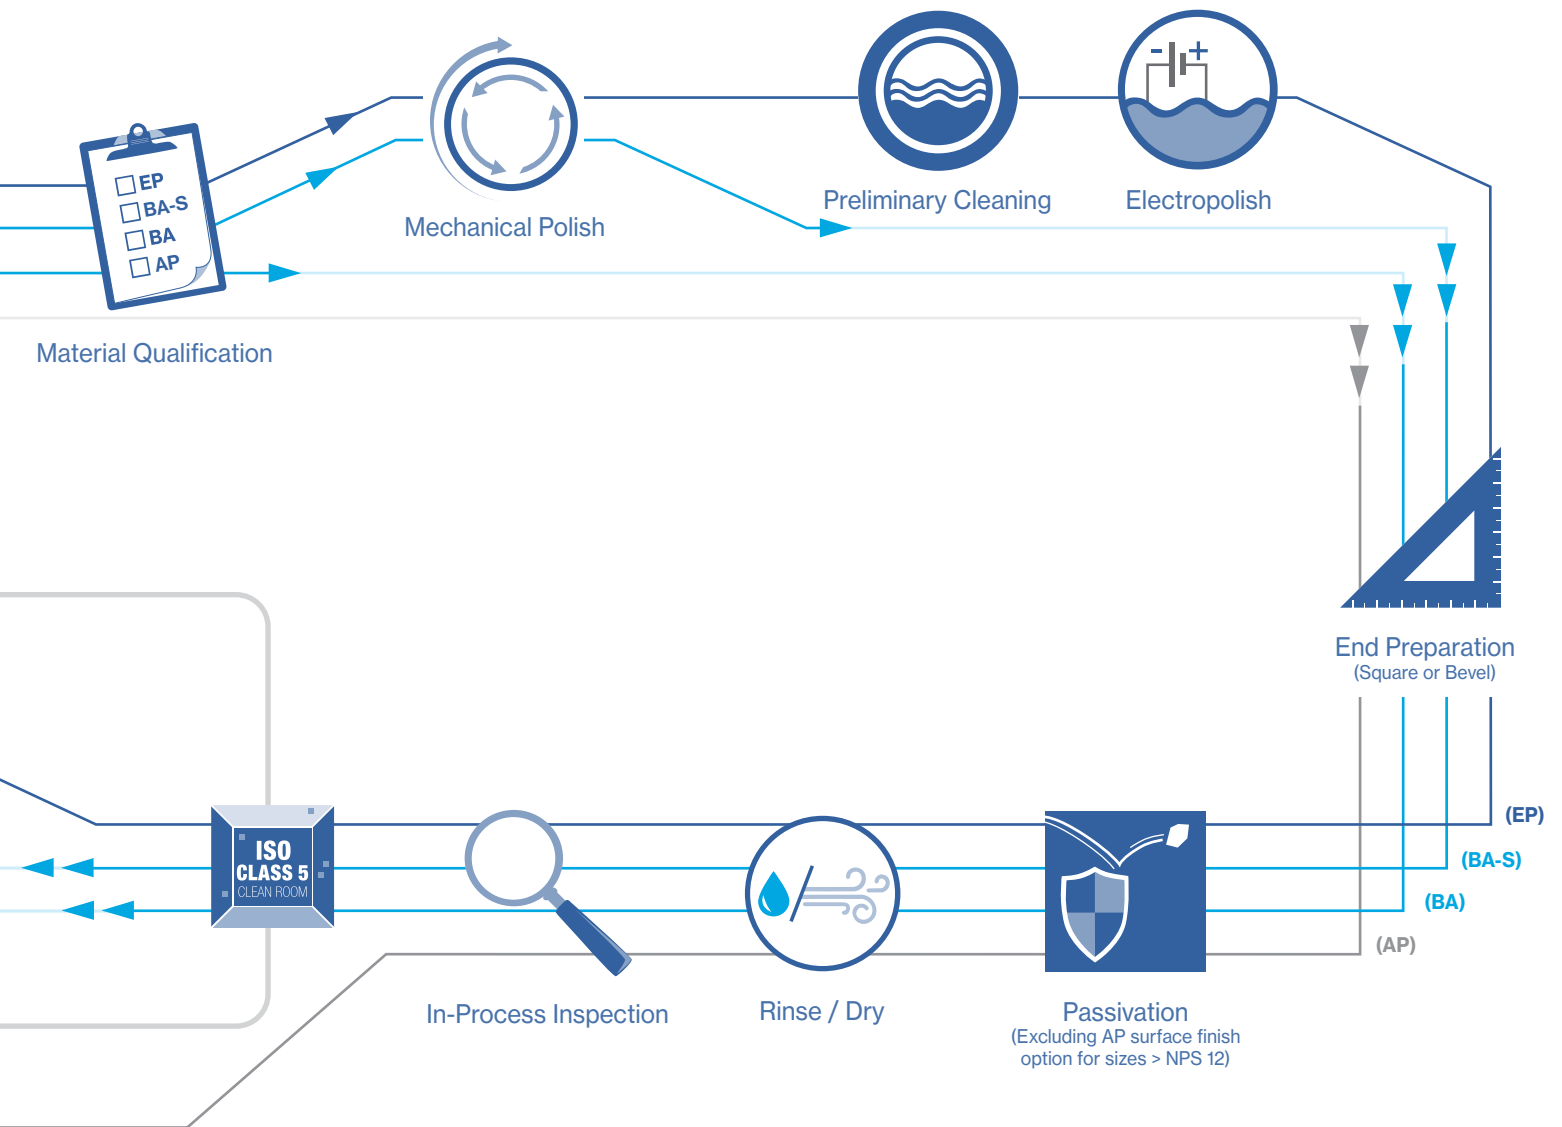 - +
EP
BA-S
BA
AP
Material Qualification
Mechanical Polish
Preliminary Cleaning
Electropolish
End Preparation
(Square or Bevel)
(EP)
(BA-S)
(BA)
(AP)
ISO
CLASS 5
CLEAN ROOM
In-Process Inspection
Rinse / Dry
Passivation
(Excluding AP surface finish
option for sizes > NPS 12)